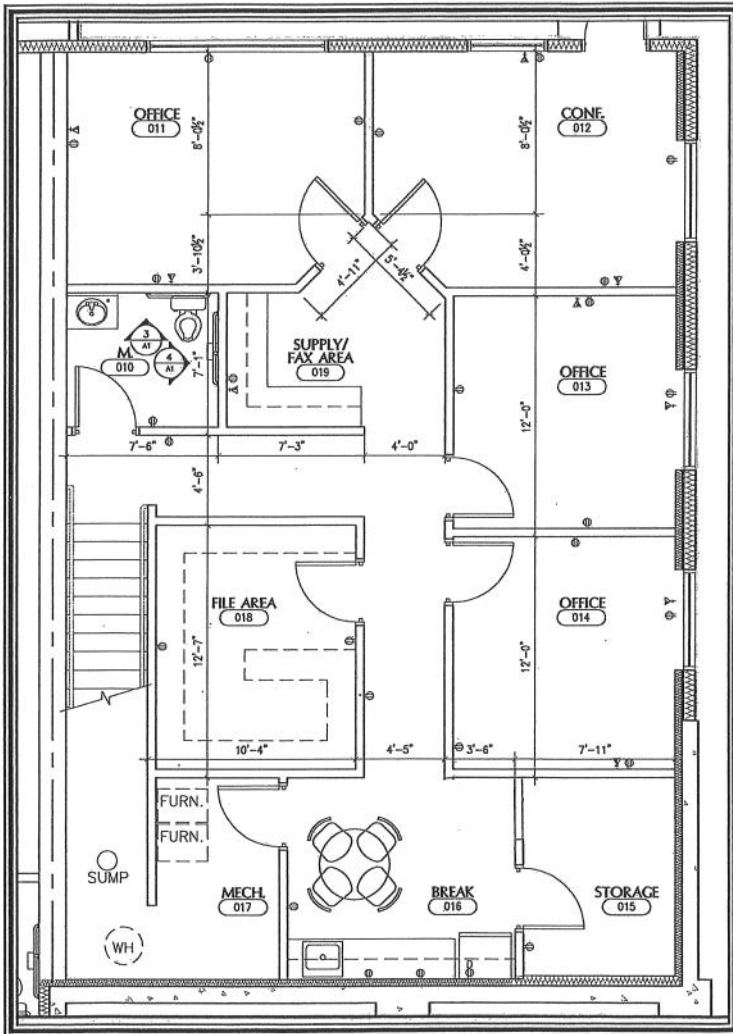 OFFICE
011
8'-0½"
8'-0½"
CONF.
012
3'-10½"
4'-11"
5'-4½"
4'-0½"
3
A1
4
A1
M.
010
7'-1"
SUPPLY/
FAX AREA
019
OFFICE
013
12'-0"
7'-6"
7'-3"
4'-0"
4'-6"
FILE AREA
018
OFFICE
014
12'-7"
12'-0"
10'-4"
4'-5"
3'-6"
7'-11"
FURN.
FURN.
SUMP
MECH.
017
BREAK
016
STORAGE
015
WH